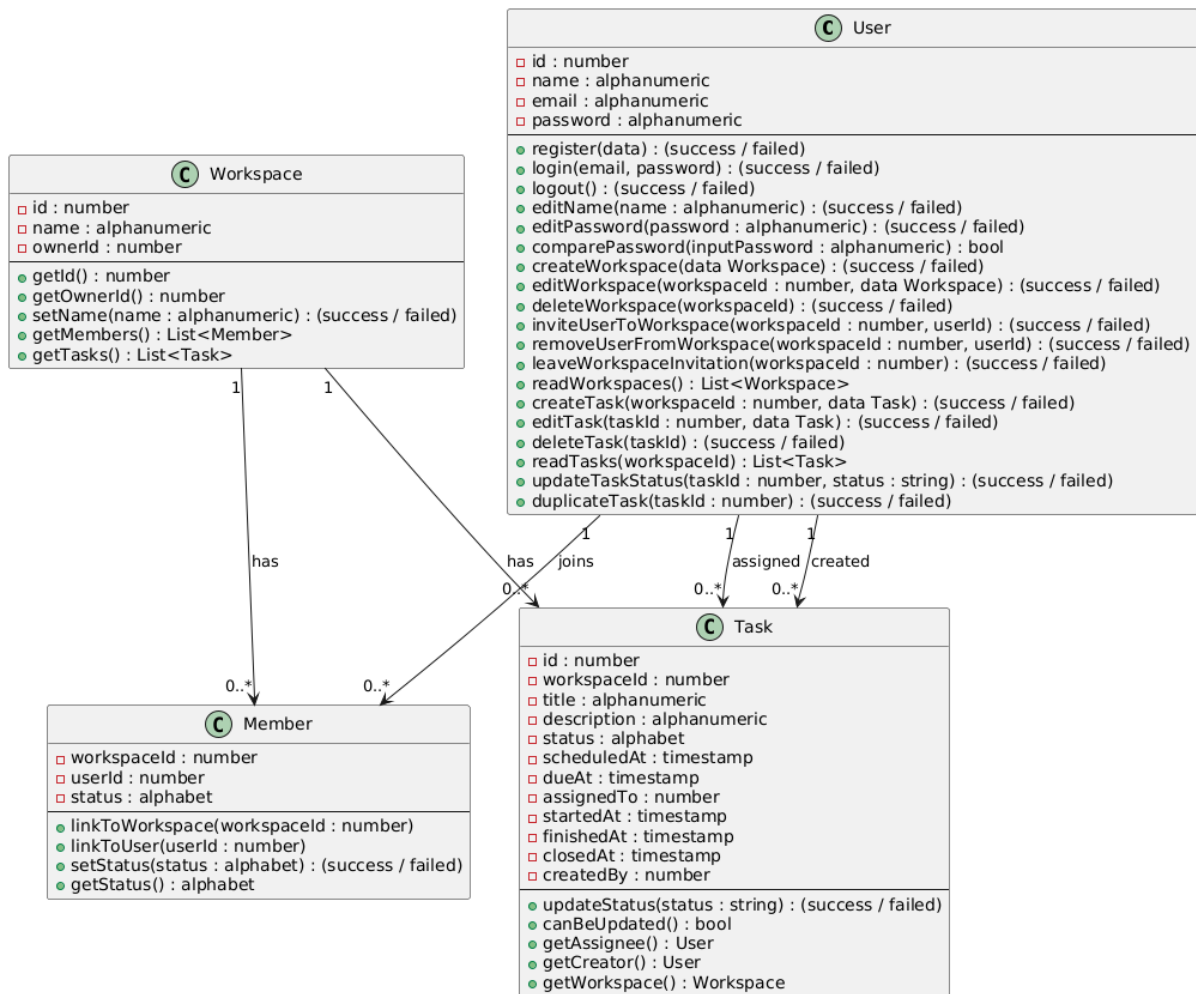 C User
id : number
name : alphanumeric
email : alphanumeric
password : alphanumeric
register(data) : (success / failed)
login(email, password) : (success / failed)
logout() : (success / failed)
editName(name : alphanumeric) : (success / failed)
editPassword(password : alphanumeric) : (success / failed)
comparePassword(inputPassword : alphanumeric) : bool
createWorkspace(data Workspace) : (success / failed)
editWorkspace(workspaceId : number, data Workspace) : (success / failed)
deleteWorkspace(workspaceId) : (success / failed)
inviteUserToWorkspace(workspaceId : number, userId) : (success / failed)
removeUserFromWorkspace(workspaceId : number, userId) : (success / failed)
leaveWorkspaceInvitation(workspaceId : number) : (success / failed)
readWorkspaces() : List<Workspace>
createTask(workspaceId : number, data Task) : (success / failed)
editTask(taskId : number, data Task) : (success / failed)
deleteTask(taskId) : (success / failed)
readTasks(workspaceId) : List<Task>
updateTaskStatus(taskId : number, status : string) : (success / failed)
duplicateTask(taskId : number) : (success / failed)
C Workspace
id : number
name : alphanumeric
ownerId : number
getId() : number
getOwnerId() : number
setName(name : alphanumeric) : (success / failed)
getMembers() : List<Member>
getTasks() : List<Task>
1
1
1
1
1
has
has
joins
assigned
created
0..*
0..*
0..*
0..*
0..*
C Task
id : number
workspaceId : number
title : alphanumeric
description : alphanumeric
status : alphabet
scheduledAt : timestamp
dueAt : timestamp
assignedTo : number
startedAt : timestamp
finishedAt : timestamp
closedAt : timestamp
createdBy : number
updateStatus(status : string) : (success / failed)
canBeUpdated() : bool
getAssignee() : User
getCreator() : User
getWorkspace() : Workspace
C Member
workspaceId : number
userId : number
status : alphabet
linkToWorkspace(workspaceId : number)
linkToUser(userId : number)
setStatus(status : alphabet) : (success / failed)
getStatus() : alphabet